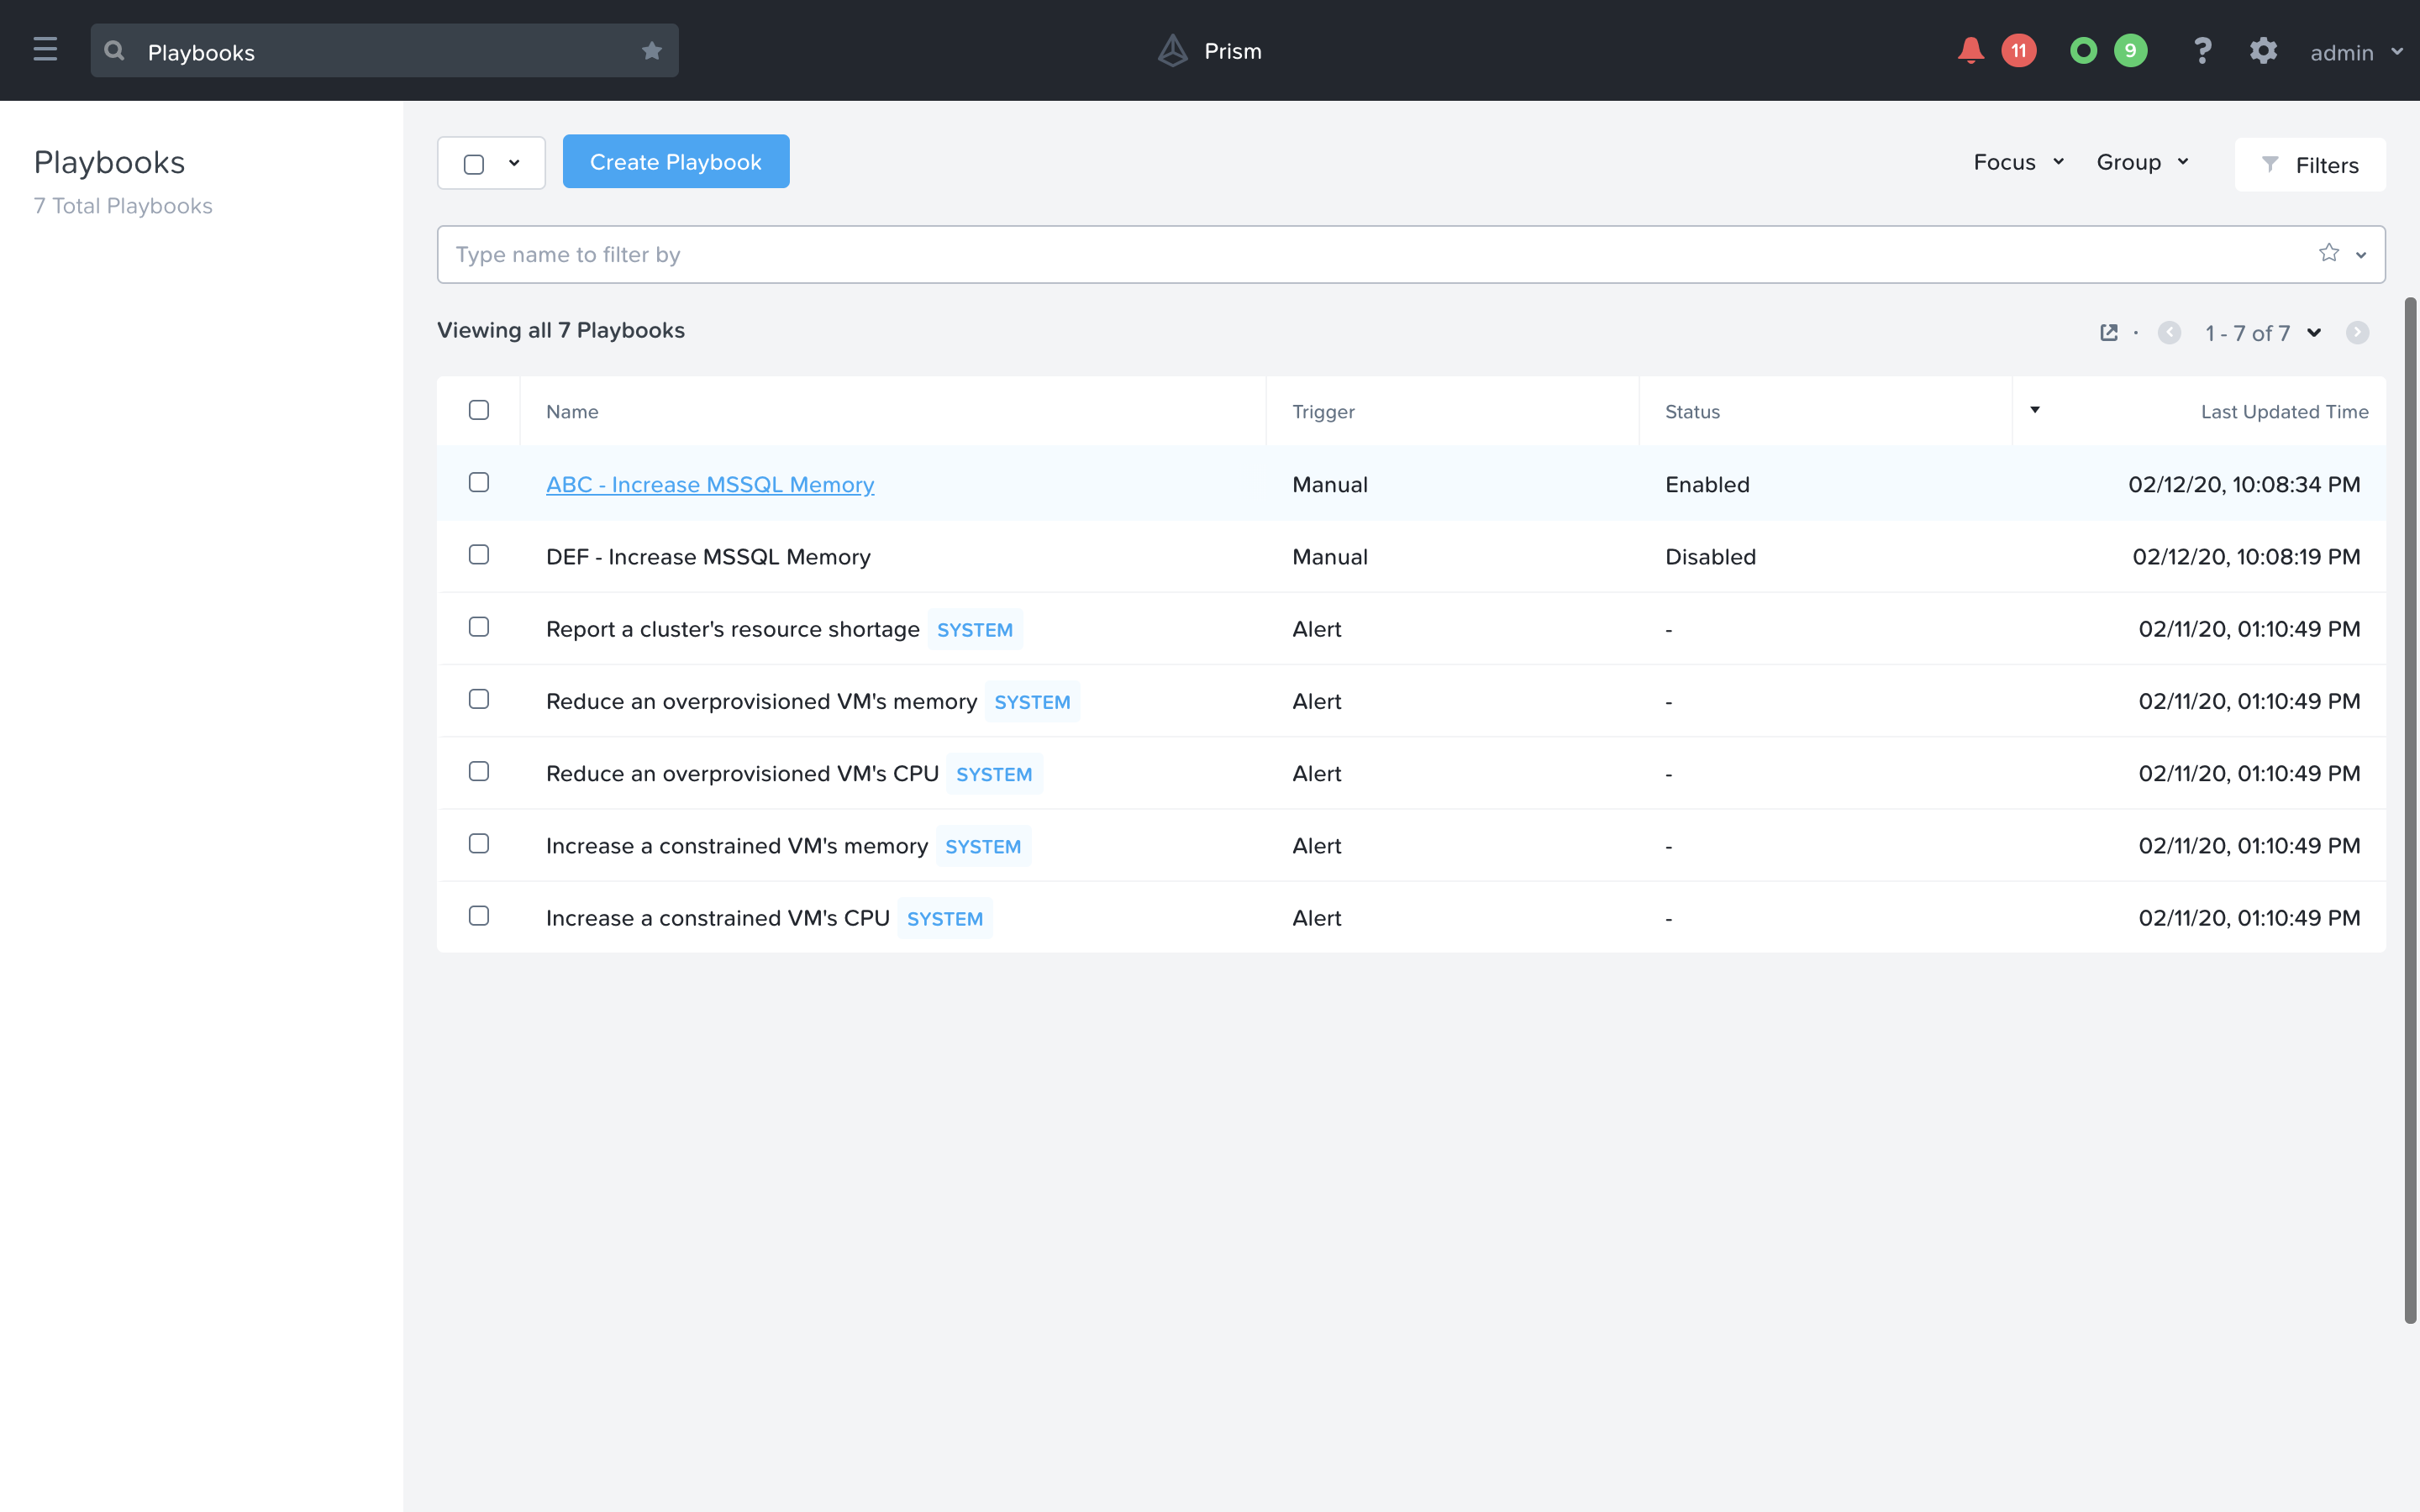 Playbooks
Prism
11
9
?
admin
Playbooks
7 Total Playbooks
Create Playbook
Focus
Group
Filters
Type name to filter by
Viewing all 7 Playbooks
1 - 7 of 7
Name Trigger Status Last Updated Time
ABC - Increase MSSQL Memory Manual Enabled 02/12/20, 10:08:34 PM
DEF - Increase MSSQL Memory Manual Disabled 02/12/20, 10:08:19 PM
Report a cluster's resource shortage SYSTEM Alert - 02/11/20, 01:10:49 PM
Reduce an overprovisioned VM's memory SYSTEM Alert - 02/11/20, 01:10:49 PM
Reduce an overprovisioned VM's CPU SYSTEM Alert - 02/11/20, 01:10:49 PM
Increase a constrained VM's memory SYSTEM Alert - 02/11/20, 01:10:49 PM
Increase a constrained VM's CPU SYSTEM Alert - 02/11/20, 01:10:49 PM